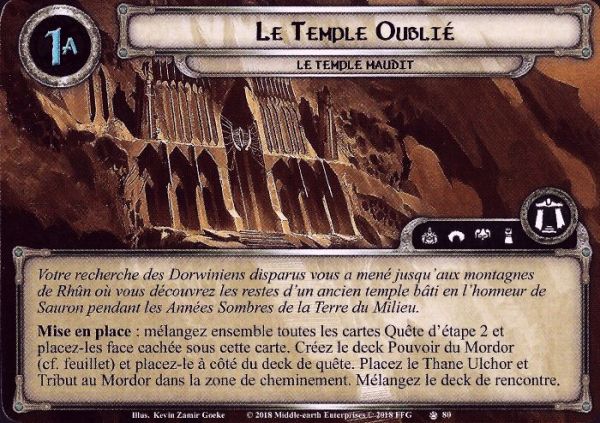 1A
LE TEMPLE OUBLIÉ
LE TEMPLE MAUDIT
Votre recherche des Dorwiniens disparus vous a mené jusqu'aux montagnes
de Rhûn où vous découvrez les restes d'un ancien temple bâti en l'honneur de
Sauron pendant les Années Sombres de la Terre du Milieu.
Mise en place : mélangez ensemble toutes les cartes Quête d'étape 2 et
placez-les face cachée sous cette carte. Créez le deck Pouvoir du Mordor
(cf. feuillet) et placez-le à côté du deck de quête. Placez le Thane Ulchor et
Tribut au Mordor dans la zone de cheminement. Mélangez le deck de rencontre.
Illus. Kevin Zamir Goeke © 2018 Middle-earth Enterprises © 2018 FFG 80